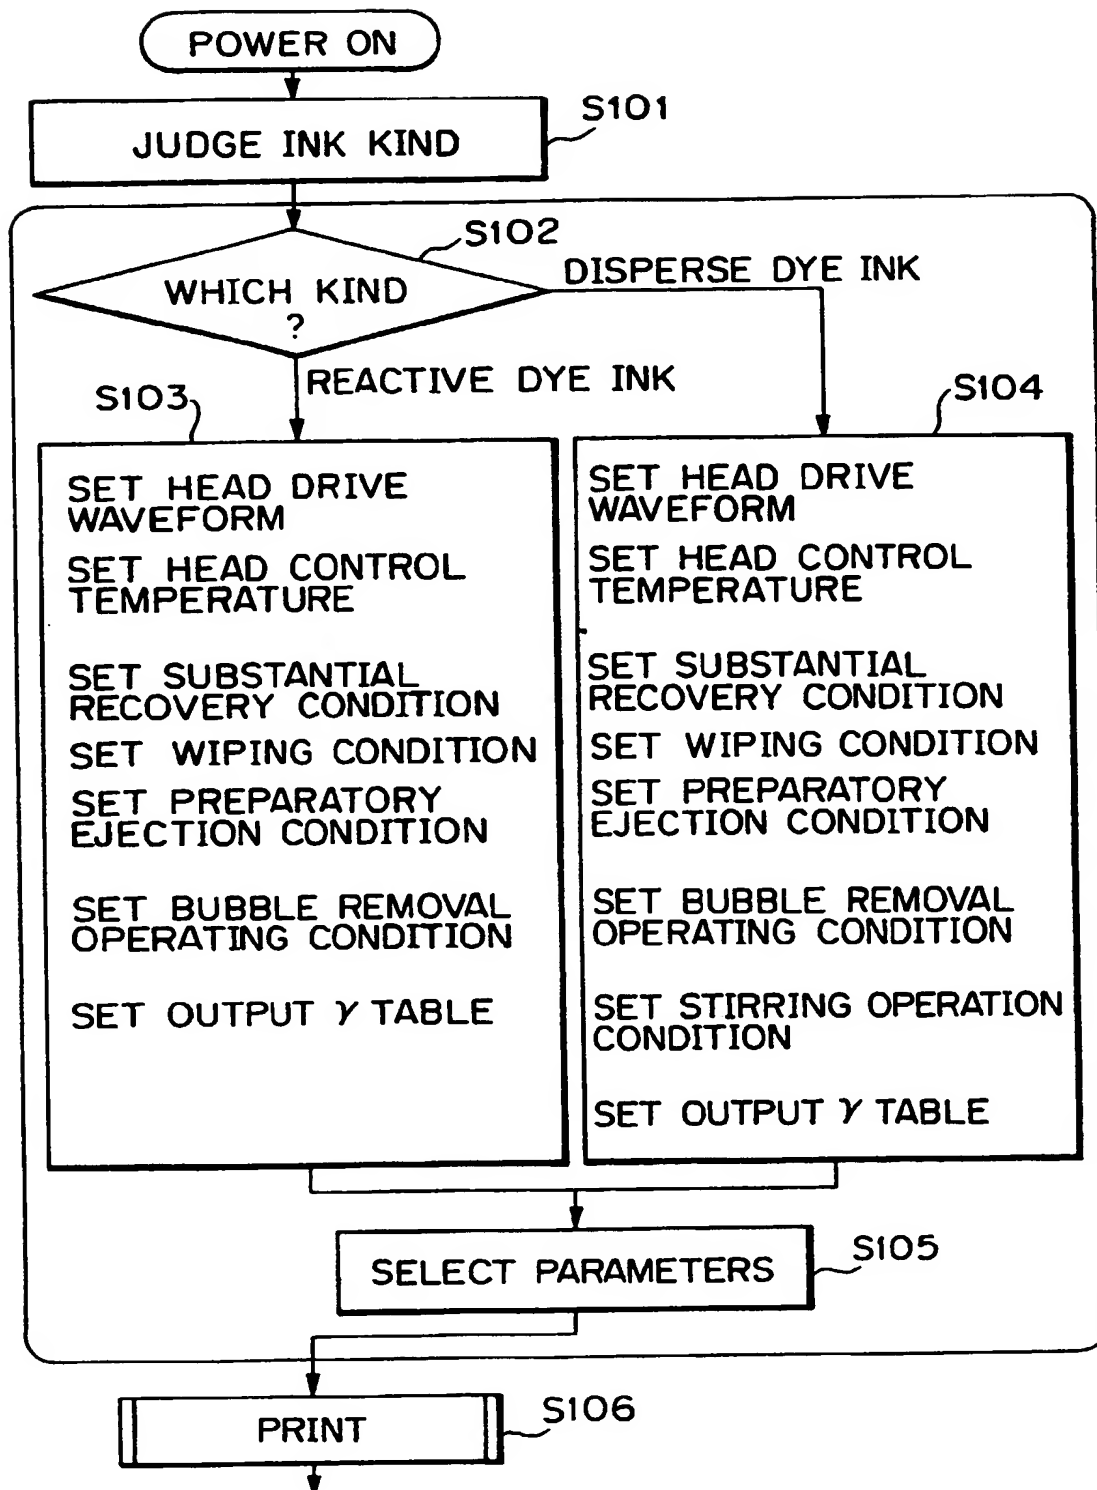 POWER ON
S101
JUDGE INK KIND
S102
WHICH KIND
?
DISPERSE DYE INK
REACTIVE DYE INK
S103
SET HEAD DRIVE
WAVEFORM
SET HEAD CONTROL
TEMPERATURE
SET SUBSTANTIAL
RECOVERY CONDITION
SET WIPING CONDITION
SET PREPARATORY
EJECTION CONDITION
SET BUBBLE REMOVAL
OPERATING CONDITION
SET OUTPUT γ TABLE
S104
SET HEAD DRIVE
WAVEFORM
SET HEAD CONTROL
TEMPERATURE
SET SUBSTANTIAL
RECOVERY CONDITION
SET WIPING CONDITION
SET PREPARATORY
EJECTION CONDITION
SET BUBBLE REMOVAL
OPERATING CONDITION
SET STIRRING OPERATION
CONDITION
SET OUTPUT γ TABLE
SELECT PARAMETERS
S105
PRINT
S106